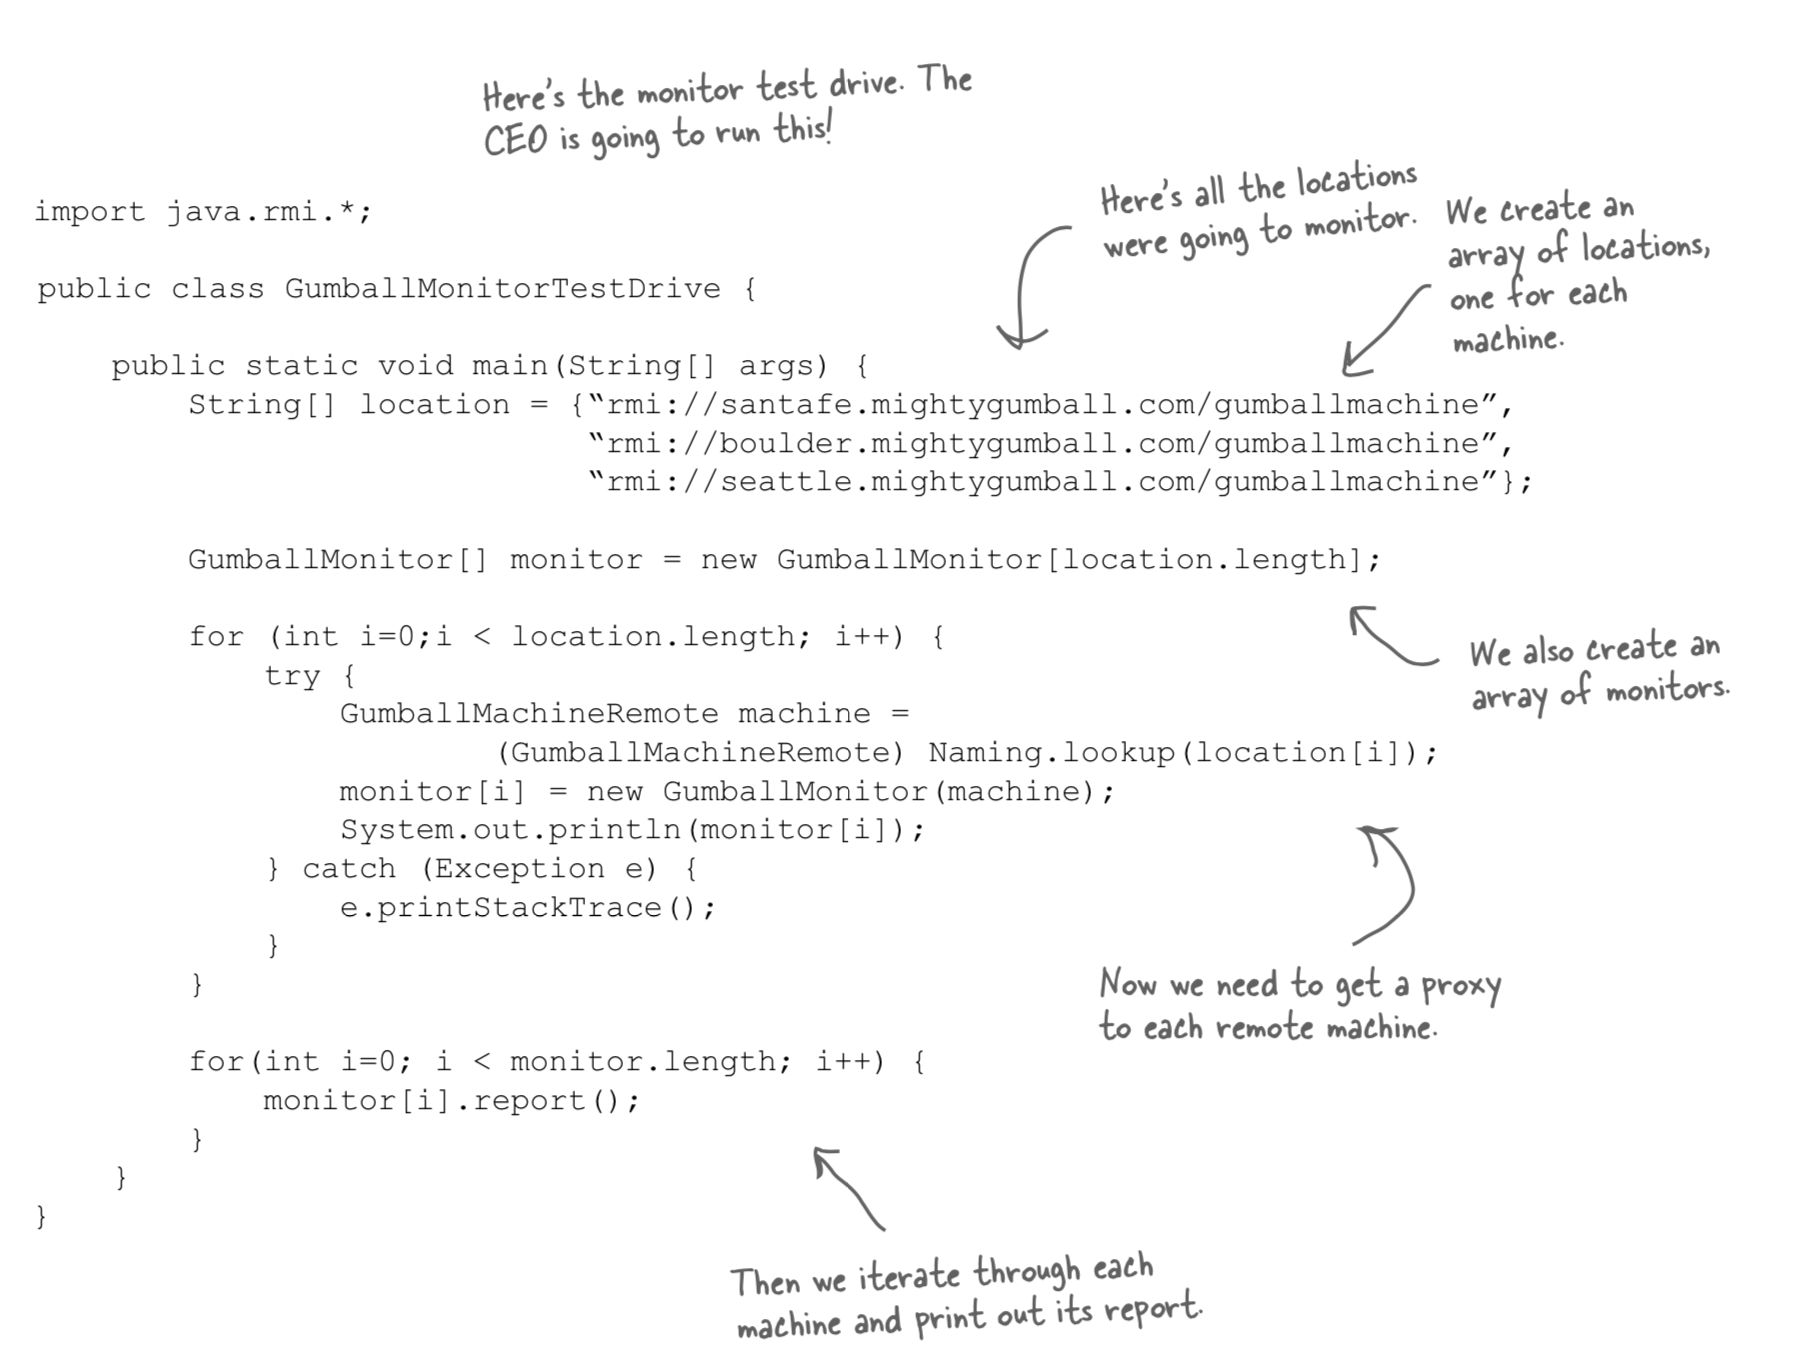 Here's the monitor test drive. The
CEO is going to run this!
import java.rmi.*;
Here's all the locations
were going to monitor.
We create an
array of locations,
one for each
machine.
public class GumballMonitorTestDrive {
public static void main(String[] args) {
String[] location = {“rmi://santafe.mightygumball.com/gumballmachine”,
“rmi://boulder.mightygumball.com/gumballmachine”,
“rmi://seattle.mightygumball.com/gumballmachine”};
GumballMonitor[] monitor = new GumballMonitor[location.length];
We also create an
array of monitors.
for (int i=0;i < location.length; i++) {
try {
GumballMachineRemote machine =
(GumballMachineRemote) Naming.lookup(location[i]);
monitor[i] = new GumballMonitor(machine);
System.out.println(monitor[i]);
} catch (Exception e) {
e.printStackTrace();
}
}
Now we need to get a proxy
to each remote machine.
for(int i=0; i < monitor.length; i++) {
monitor[i].report();
}
}
}
Then we iterate through each
machine and print out its report.